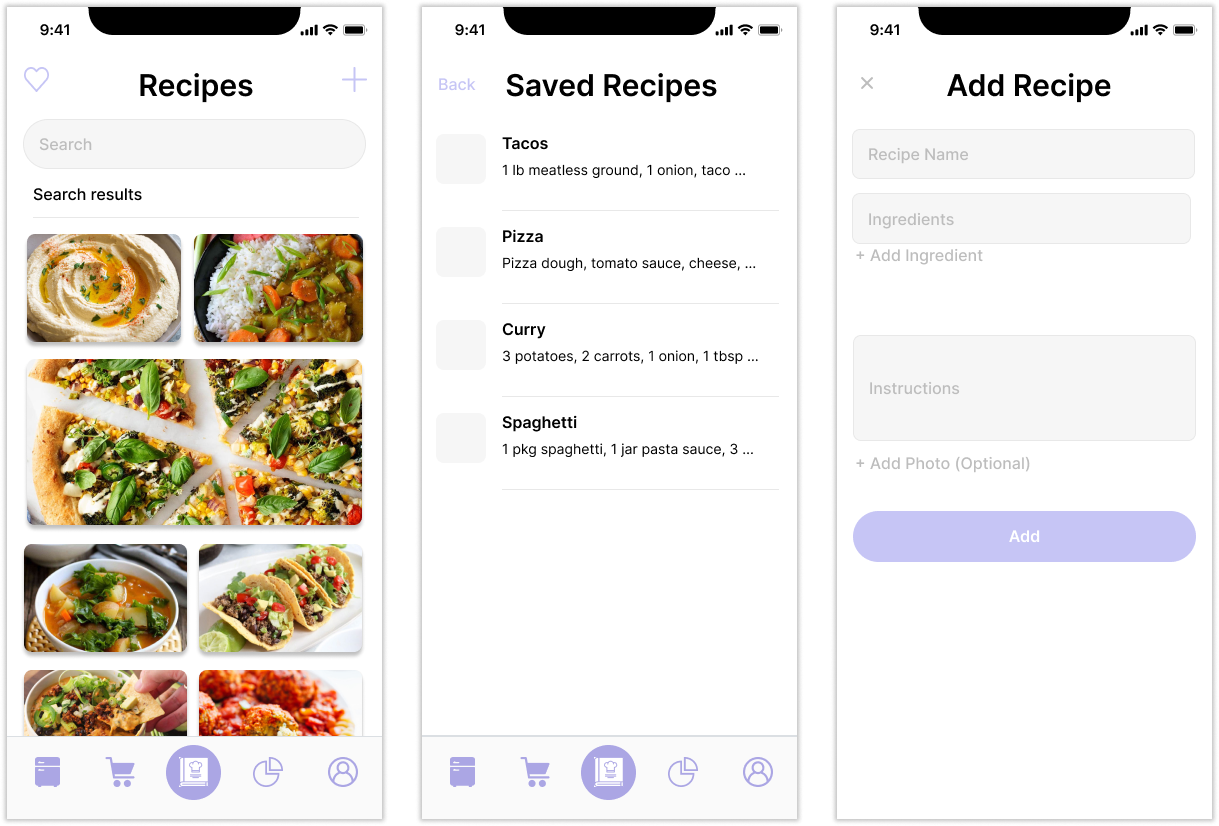 9:41
Recipes
Search
Search results
9:41
Back
Saved Recipes
Tacos
1 lb meatless ground, 1 onion, taco ...
Pizza
Pizza dough, tomato sauce, cheese, ...
Curry
3 potatoes, 2 carrots, 1 onion, 1 tbsp ...
Spaghetti
1 pkg spaghetti, 1 jar pasta sauce, 3 ...
9:41
Add Recipe
Recipe Name
Ingredients
+ Add Ingredient
Instructions
+ Add Photo (Optional)
Add